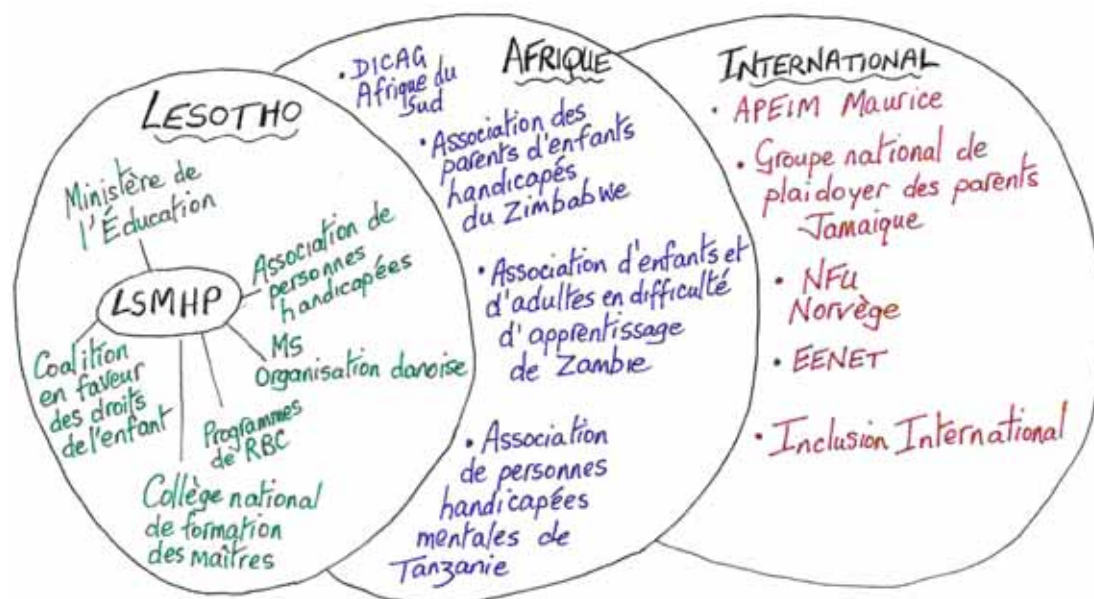 LESOTHO
Ministère de
l'Éducation
LSMHP
Association de
personnes
handicapées
MS
Organisation danoise
Programmes
de RBC
Collège national
de formation
des maîtres
Coalition
en faveur
des droits
de l'enfant
AFRIQUE
• DICAG
Afrique du
Sud
• Association des
parents d'enfants
handicapés
du Zimbabwe
• Association d'enfants et
d'adultes en difficulté
d'apprentissage
de Zambie
• Association
de personnes
handicapées
mentales de
Tanzanie
INTERNATIONAL
• APEIM Maurice
• Groupe national de
plaidoyer des parents
Jamaique
• NFU
Norvège
• EENET
• Inclusion International